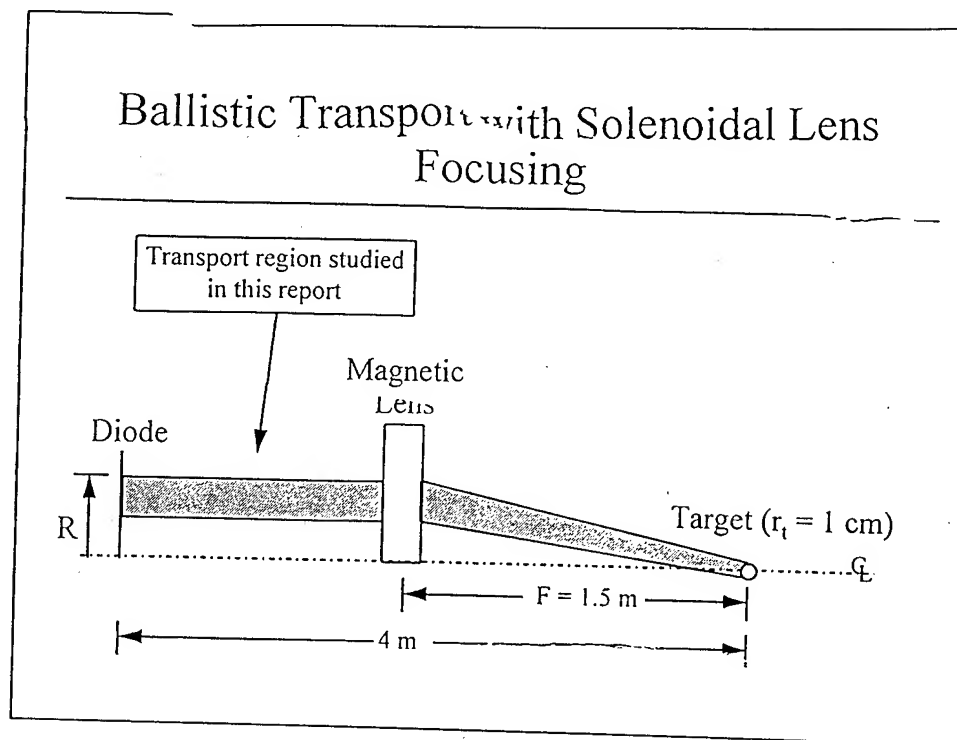 Ballistic Transport with Solenoidal Lens
Focusing
Transport region studied
in this report
Magnetic
Lens
Diode
R
Target (r_t = 1 cm)
℄
F = 1.5 m
4 m